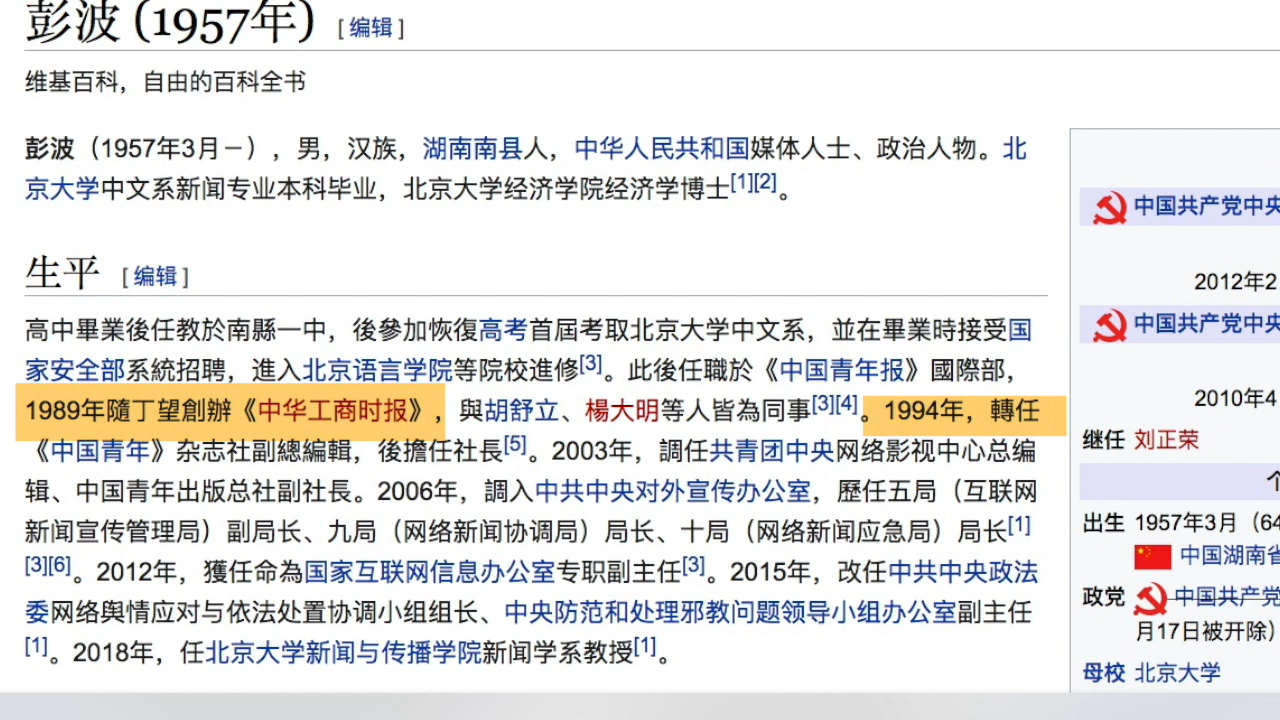 彭波 (1957年) [编辑]
维基百科，自由的百科全书
彭波（1957年3月－），男，汉族，湖南南县人，中华人民共和国媒体人士、政治人物。北
京大学中文系新闻专业本科毕业，北京大学经济学院经济学博士[1][2]。
生平 [编辑]
高中畢業後任教於南縣一中，後參加恢復高考首屆考取北京大学中文系，並在畢業時接受国
家安全部系統招聘，進入北京语言学院等院校進修[3]。此後任職於《中国青年报》國際部，
1989年隨丁望創辦《中华工商时报》，與胡舒立、楊大明等人皆為同事[3][4]。1994年，轉任
《中国青年》杂志社副總編輯，後擔任社長[5]。2003年，調任共青团中央网络影视中心总编
辑、中国青年出版总社副社長。2006年，調入中共中央对外宣传办公室，歷任五局（互联网
新闻宣传管理局）副局长、九局（网络新闻协调局）局长、十局（网络新闻应急局）局长[1]
[3][6]。2012年，獲任命為国家互联网信息办公室专职副主任[3]。2015年，改任中共中央政法
委网络舆情应对与依法处置协调小组组长、中央防范和处理邪教问题领导小组办公室副主任
[1]。2018年，任北京大学新闻与传播学院新闻学系教授[1]。
中国共产党中央
2012年2
中国共产党中央
2010年4
继任 刘正荣
个
出生 1957年3月（64
中国湖南省
政党 中国共产党
月17日被开除）
母校 北京大学